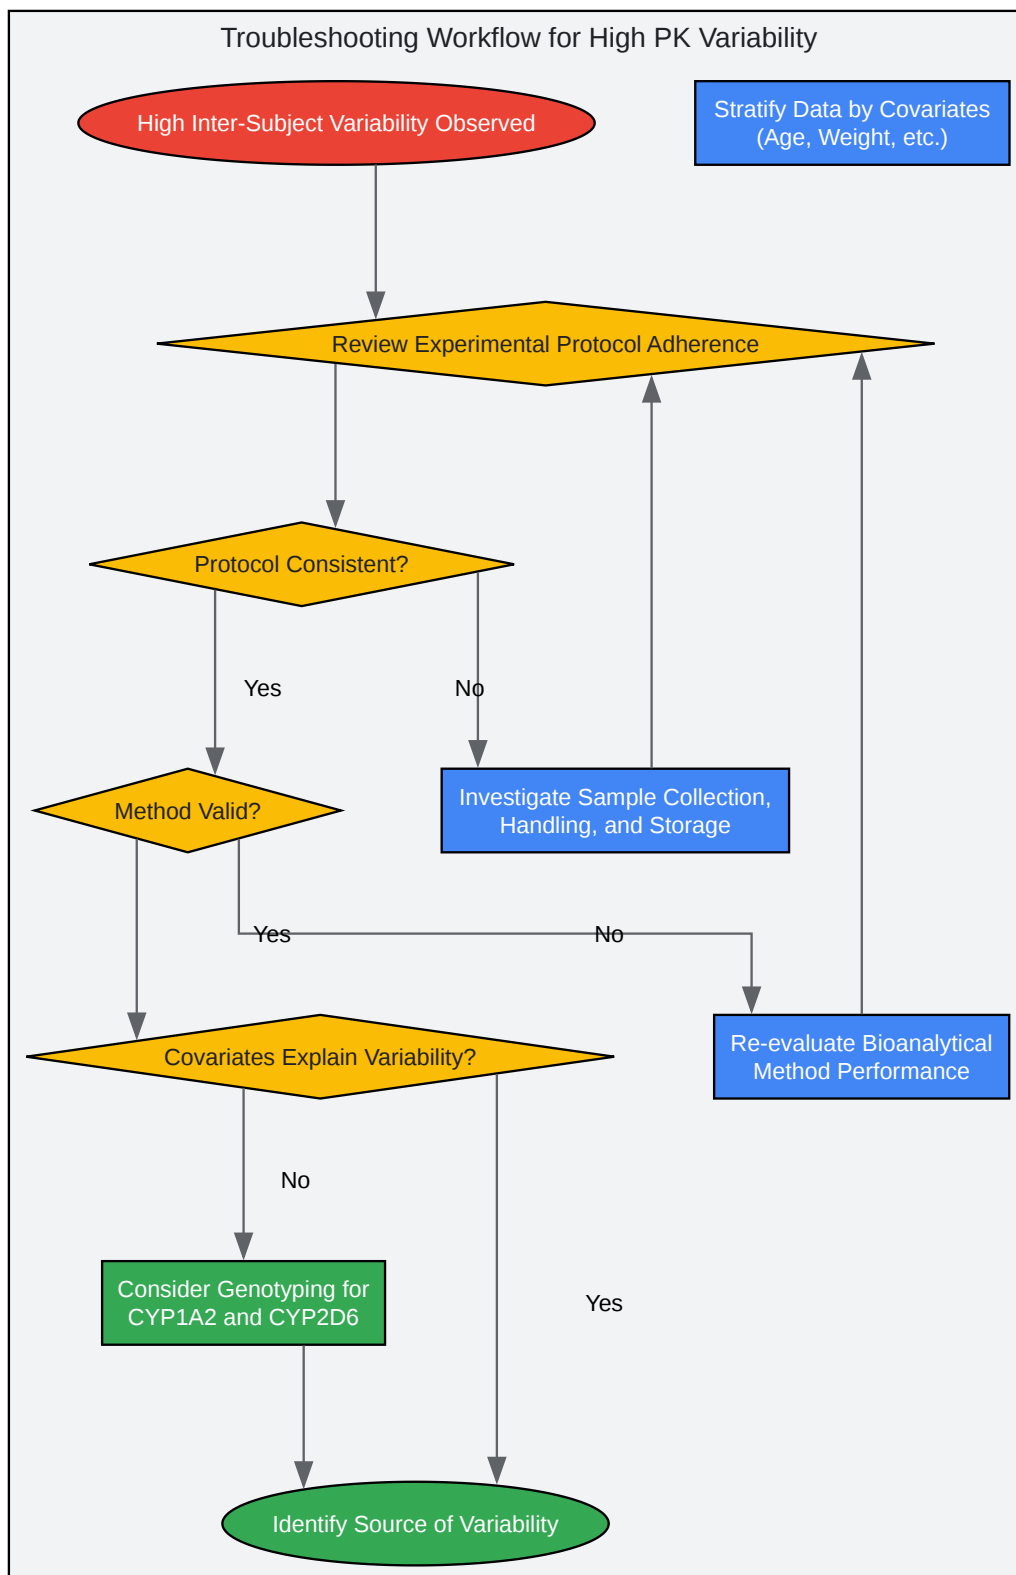 Troubleshooting Workflow for High PK Variability
High Inter-Subject Variability Observed
Stratify Data by Covariates
(Age, Weight, etc.)
Review Experimental Protocol Adherence
Protocol Consistent?
Yes
No
Method Valid?
Investigate Sample Collection,
Handling, and Storage
Yes
No
Covariates Explain Variability?
Re-evaluate Bioanalytical
Method Performance
No
Consider Genotyping for
CYP1A2 and CYP2D6
Yes
Identify Source of Variability